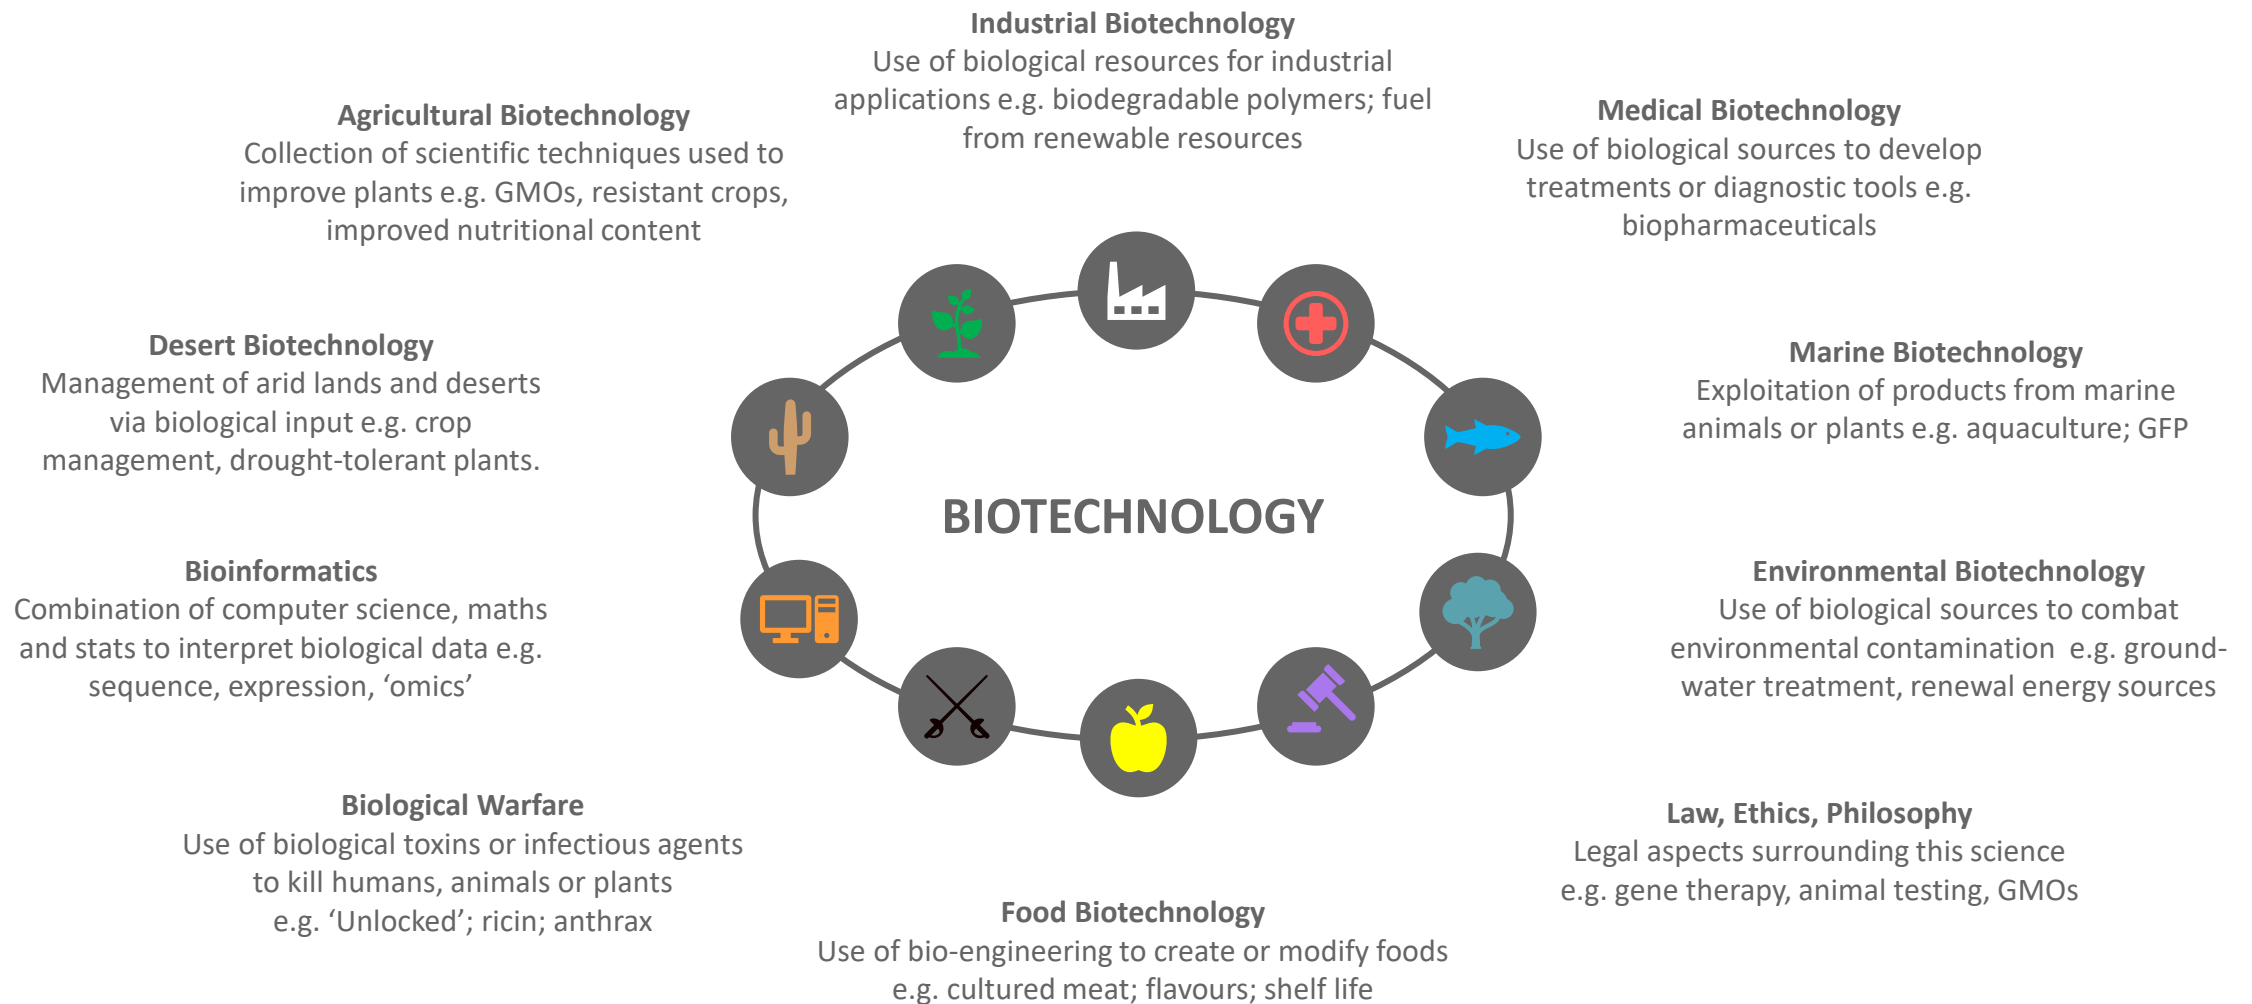 Industrial Biotechnology
Use of biological resources for industrial
applications e.g. biodegradable polymers; fuel
from renewable resources
Agricultural Biotechnology
Collection of scientific techniques used to
improve plants e.g. GMOs, resistant crops,
improved nutritional content
Medical Biotechnology
Use of biological sources to develop
treatments or diagnostic tools e.g.
biopharmaceuticals
Desert Biotechnology
Management of arid lands and deserts
via biological input e.g. crop
management, drought-tolerant plants.
Marine Biotechnology
Exploitation of products from marine
animals or plants e.g. aquaculture; GFP
BIOTECHNOLOGY
Bioinformatics
Combination of computer science, maths
and stats to interpret biological data e.g.
sequence, expression, ‘omics’
Environmental Biotechnology
Use of biological sources to combat
environmental contamination  e.g. ground-
water treatment, renewal energy sources
Biological Warfare
Use of biological toxins or infectious agents
to kill humans, animals or plants
e.g. ‘Unlocked’; ricin; anthrax
Law, Ethics, Philosophy
Legal aspects surrounding this science
e.g. gene therapy, animal testing, GMOs
Food Biotechnology
Use of bio-engineering to create or modify foods
e.g. cultured meat; flavours; shelf life